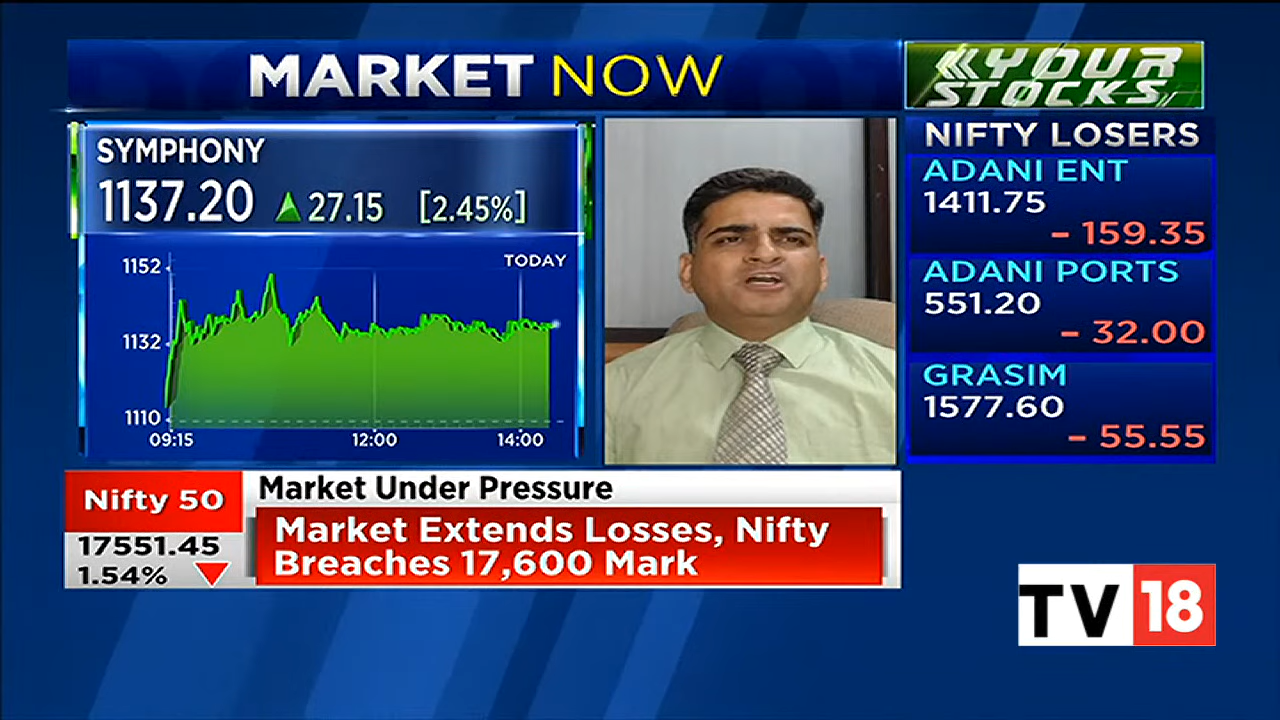 MARKET NOW
YOUR
STOCKS
SYMPHONY
1137.20 ▲ 27.15 [2.45%]
TODAY
1152
1132
1110
09:15 12:00 14:00
NIFTY LOSERS
ADANI ENT
1411.75
- 159.35
ADANI PORTS
551.20
- 32.00
GRASIM
1577.60
- 55.55
Nifty 50
17551.45
1.54% ▼
Market Under Pressure
Market Extends Losses, Nifty
Breaches 17,600 Mark
TV18